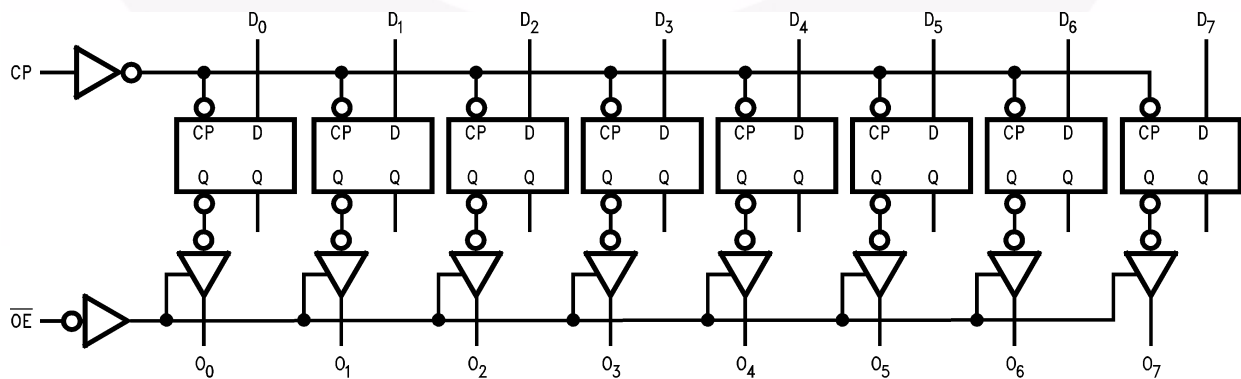 D0 D1 D2 D3 D4 D5 D6 D7
CP
CP D CP D CP D CP D CP D CP D CP D CP D
Q Q Q Q Q Q Q Q Q Q Q Q Q Q Q Q
O̅E̅
O0 O1 O2 O3 O4 O5 O6 O7